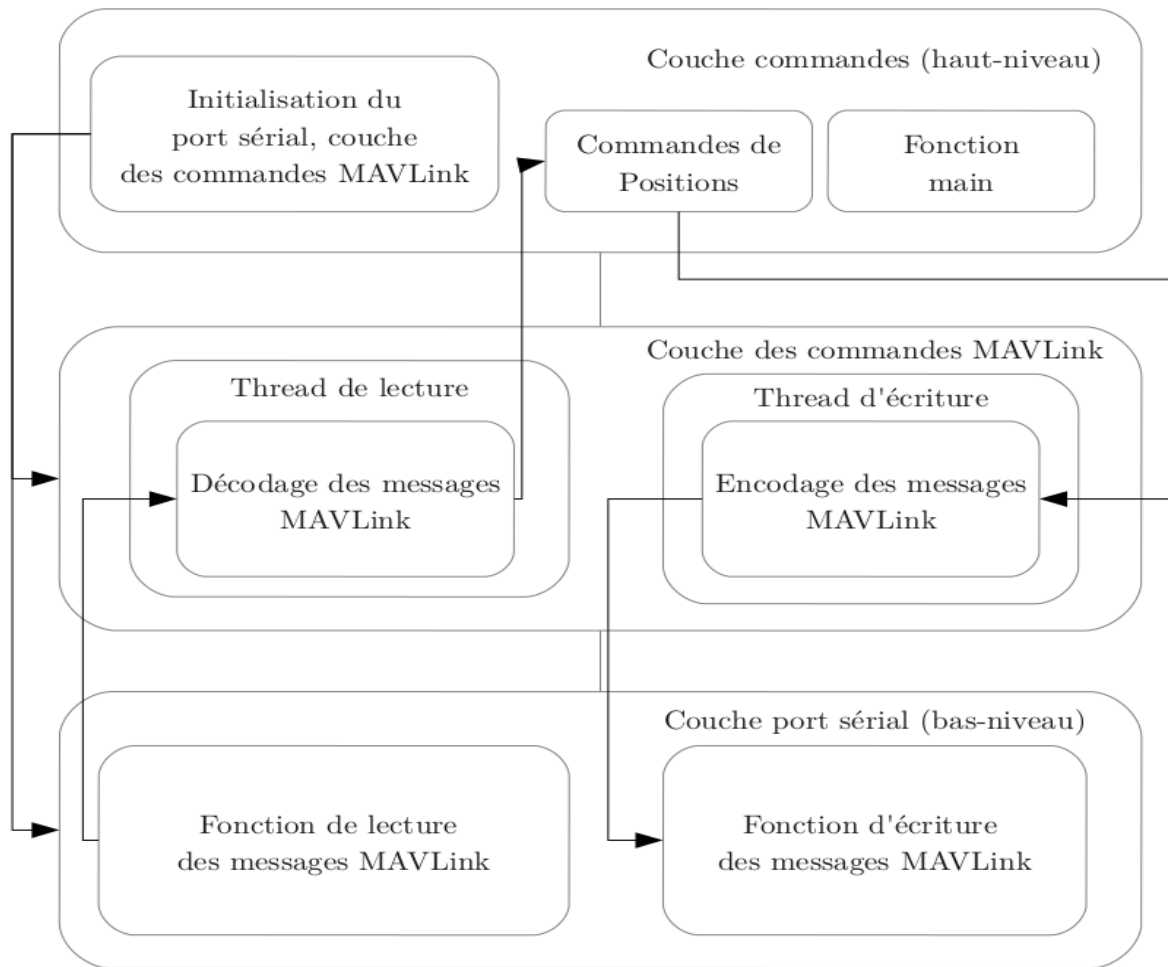 Couche commandes (haut-niveau)
Initialisation du
port sérial, couche
des commandes MAVLink
Commandes de
Positions
Fonction
main
Couche des commandes MAVLink
Thread de lecture
Décodage des messages
MAVLink
Thread d'écriture
Encodage des messages
MAVLink
Couche port sérial (bas-niveau)
Fonction de lecture
des messages MAVLink
Fonction d'écriture
des messages MAVLink